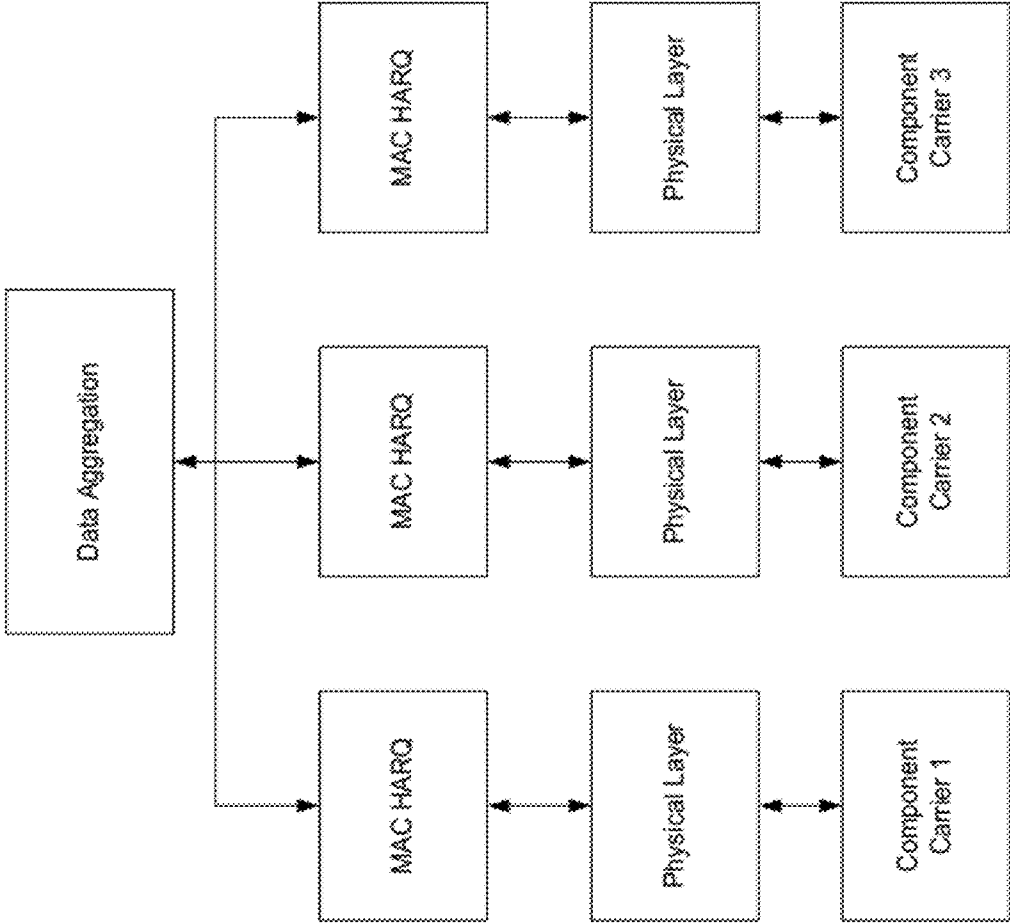 Data Aggregation
MAC HARQ
MAC HARQ
MAC HARQ
Physical Layer
Physical Layer
Physical Layer
Component
Carrier 1
Component
Carrier 2
Component
Carrier 3